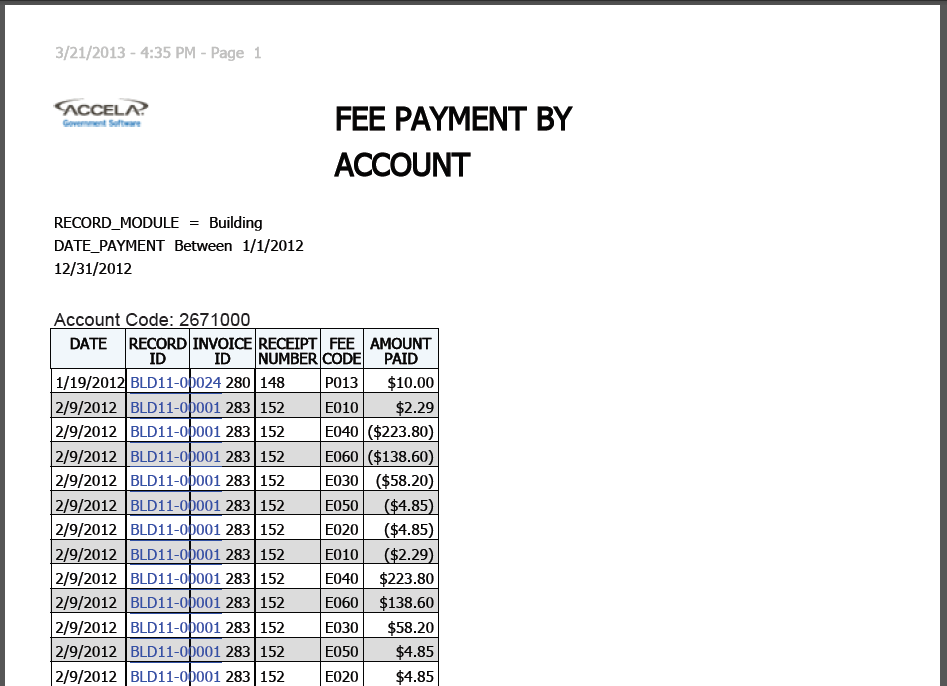 3/21/2013 - 4:35 PM - Page 1
ACCELA
Government Software
FEE PAYMENT BY
ACCOUNT
RECORD_MODULE = Building
DATE_PAYMENT Between 1/1/2012
12/31/2012
Account Code: 2671000
DATE RECORD ID INVOICE ID RECEIPT NUMBER FEE CODE AMOUNT PAID
1/19/2012 BLD11-00024 280 148 P013 $10.00
2/9/2012 BLD11-00001 283 152 E010 $2.29
2/9/2012 BLD11-00001 283 152 E040 ($223.80)
2/9/2012 BLD11-00001 283 152 E060 ($138.60)
2/9/2012 BLD11-00001 283 152 E030 ($58.20)
2/9/2012 BLD11-00001 283 152 E050 ($4.85)
2/9/2012 BLD11-00001 283 152 E020 ($4.85)
2/9/2012 BLD11-00001 283 152 E010 ($2.29)
2/9/2012 BLD11-00001 283 152 E040 $223.80
2/9/2012 BLD11-00001 283 152 E060 $138.60
2/9/2012 BLD11-00001 283 152 E030 $58.20
2/9/2012 BLD11-00001 283 152 E050 $4.85
2/9/2012 BLD11-00001 283 152 E020 $4.85